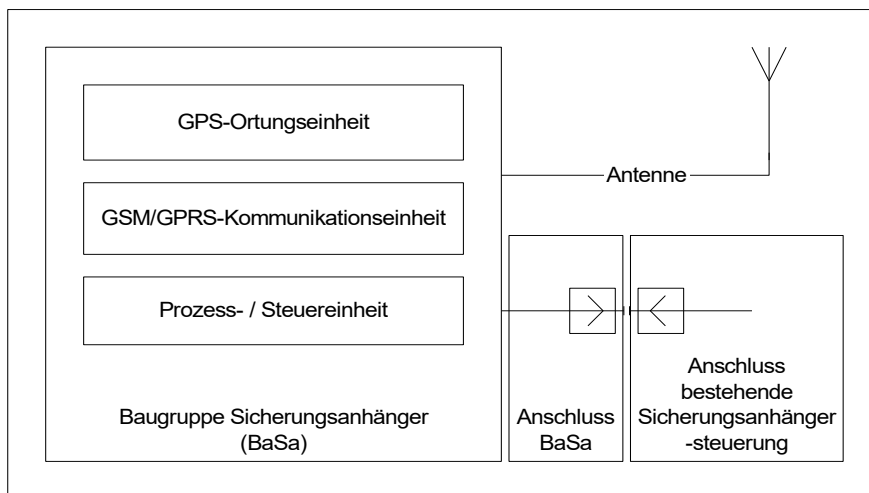 GPS-Ortungseinheit
GSM/GPRS-Kommunikationseinheit
Prozess- / Steuereinheit
Baugruppe Sicherungsanhänger
(BaSa)
Antenne
Anschluss
BaSa
Anschluss
bestehende
Sicherungsanhänger
-steuerung